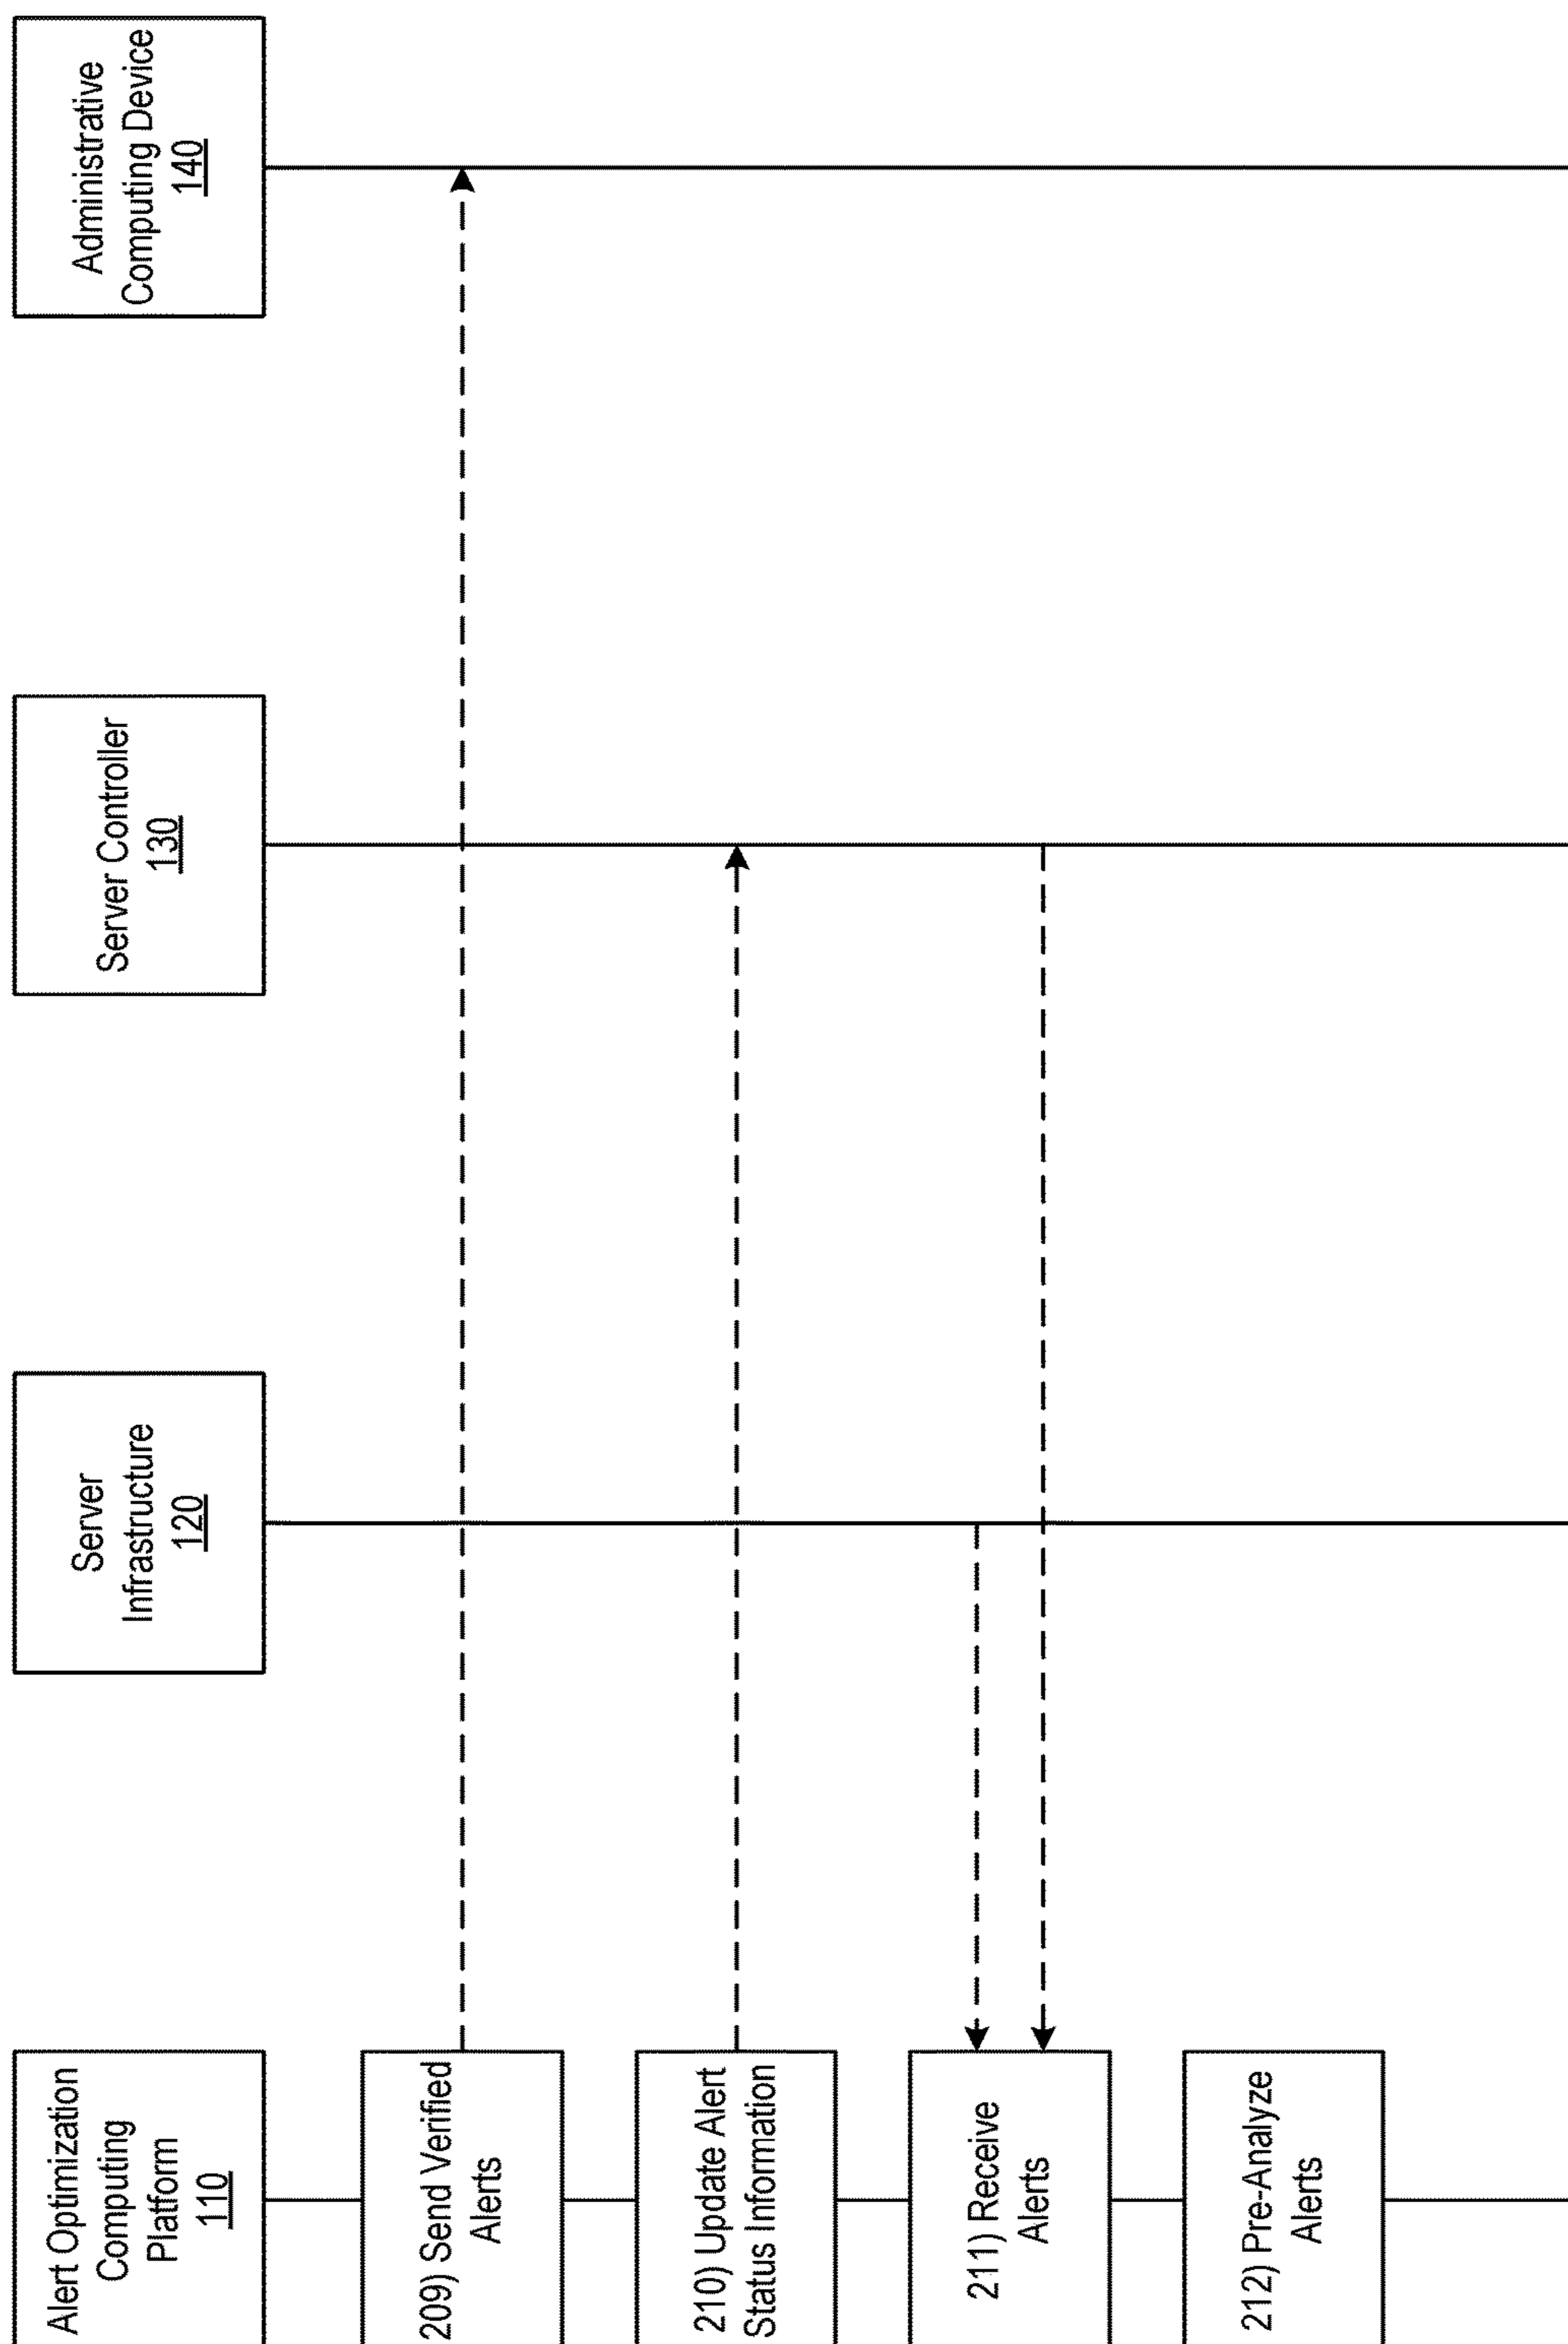 Alert Optimization
Computing
Platform
110
Server
Infrastructure
120
Server Controller
130
Administrative
Computing Device
140
209) Send Verified
Alerts
210) Update Alert
Status Information
211) Receive
Alerts
212) Pre-Analyze
Alerts